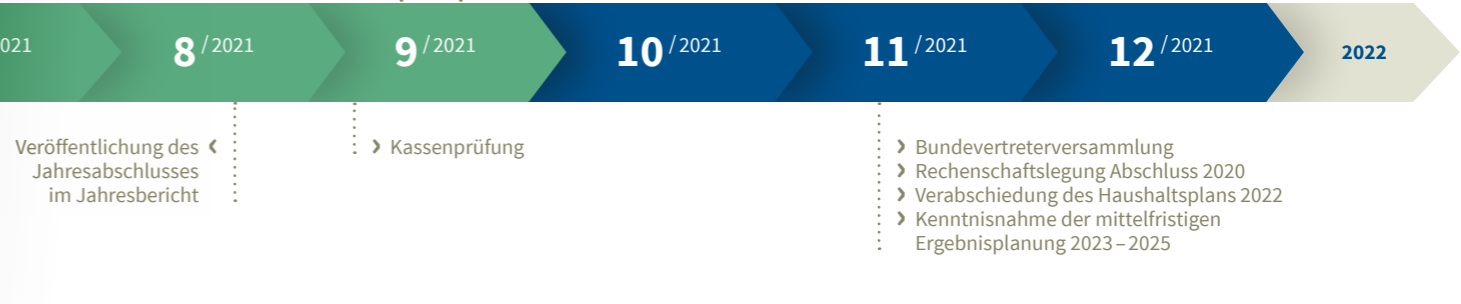 021
8 / 2021
9 / 2021
10 / 2021
11 / 2021
12 / 2021
2022
Veröffentlichung des
Jahresabschlusses
im Jahresbericht
Kassenprüfung
Bundevertreterversammlung
Rechenschaftslegung Abschluss 2020
Verabschiedung des Haushaltsplans 2022
Kenntnisnahme der mittelfristigen
Ergebnisplanung 2023 – 2025